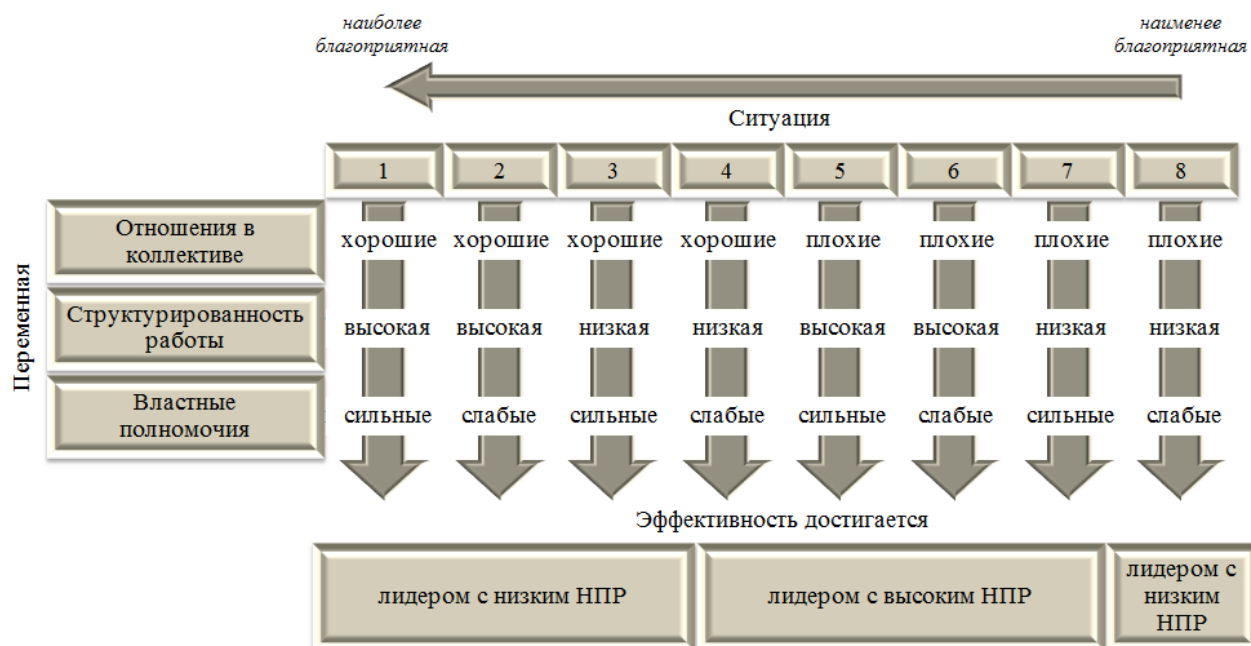 наиболее
благоприятная
наименее
благоприятная
Ситуация
1 2 3 4 5 6 7 8
Переменная
Отношения в
коллективе
хорошие хорошие хорошие хорошие плохие плохие плохие плохие
Структурированность
работы
высокая высокая низкая низкая высокая высокая низкая низкая
Властные
полномочия
сильные слабые сильные слабые сильные слабые сильные слабые
Эффективность достигается
лидером с низким НПР
лидером с высоким НПР
лидером с
низким
НПР